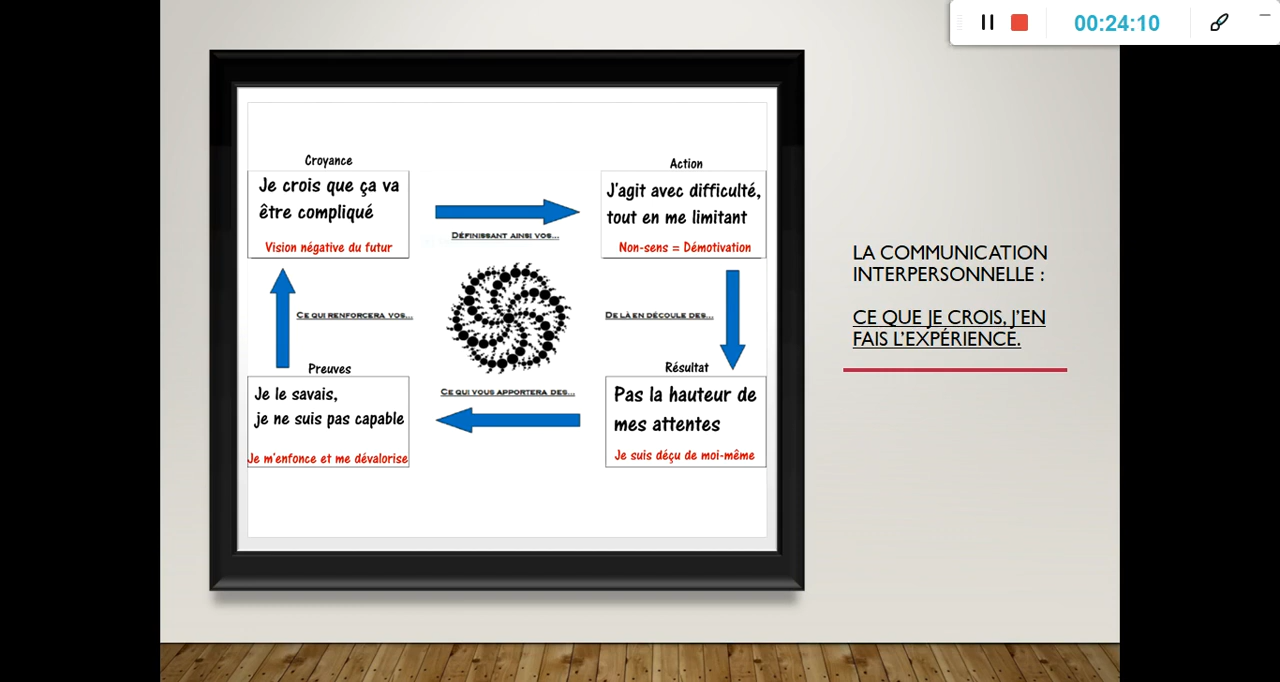 00:24:10
Croyance
Je crois que ça va
être compliqué
Vision négative du futur
Définissant ainsi vos...
Action
J'agit avec difficulté,
tout en me limitant
Non-sens = Démotivation
Ce qui renforcera vos...
De là en découle des...
Preuves
Je le savais,
je ne suis pas capable
Je m'enfonce et me dévalorise
Ce qui vous apportera des...
Résultat
Pas la hauteur de
mes attentes
Je suis déçu de moi-même
LA COMMUNICATION
INTERPERSONNELLE :
CE QUE JE CROIS, J'EN
FAIS L'EXPÉRIENCE.